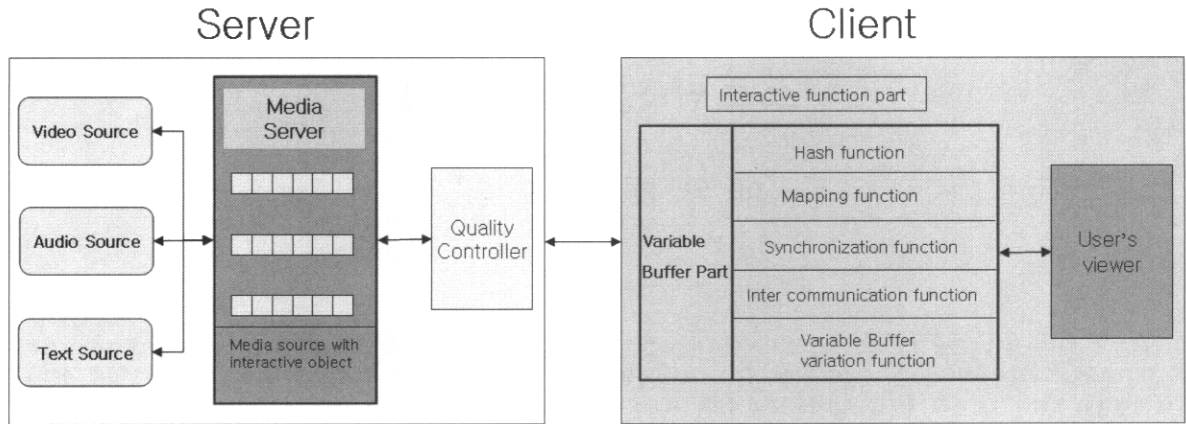 Server
Client
Video Source
Audio Source
Text Source
Media
Server
Media source with
interactive object
Quality
Controller
Interactive function part
Variable
Buffer Part
Hash function
Mapping function
Synchronization function
Inter communication function
Variable Buffer
variation function
User's
viewer